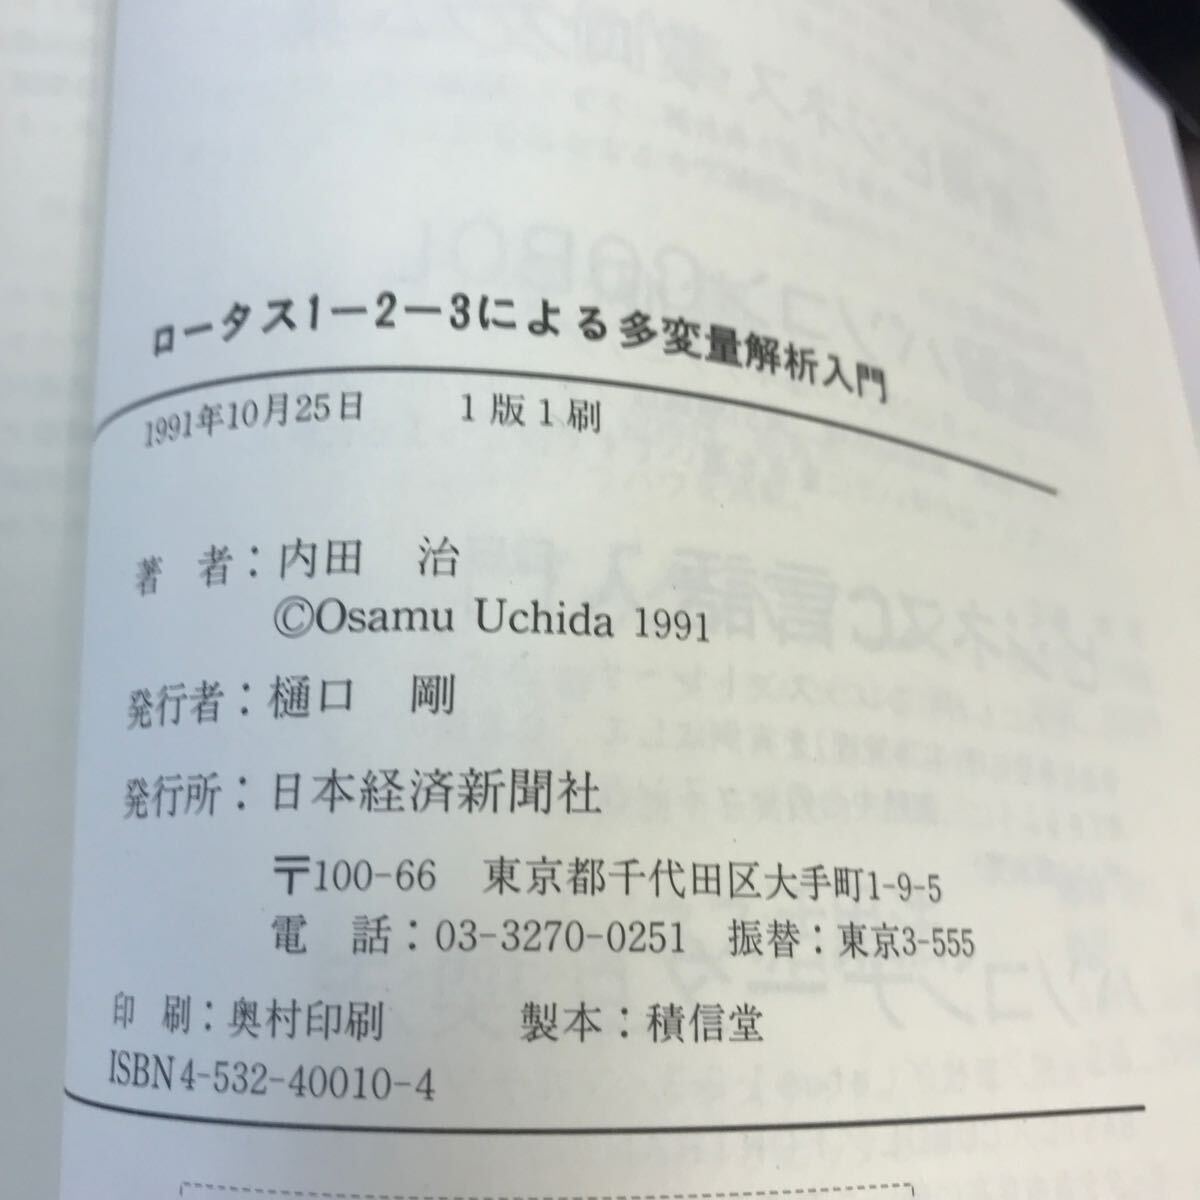 ロータス1－2－3による多変量解析入門
1991年10月25日　1版1刷
著　者：内田　治
©Osamu Uchida 1991
発行者：樋口　剛
発行所：日本経済新聞社
〒100-66　東京都千代田区大手町1-9-5
電　話：03-3270-0251　振替：東京3-555
印　刷：奥村印刷　製本：積信堂
ISBN4-532-40010-4